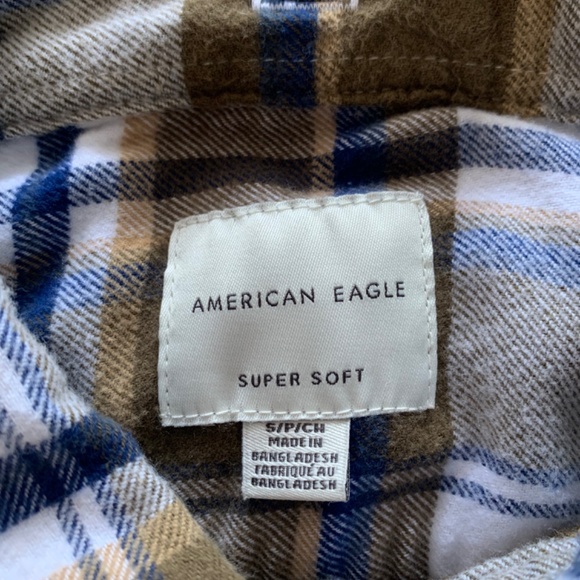 AMERICAN EAGLE
SUPER SOFT
S/P/CH
MADE IN
BANGLADESH
FABRIQUÉ AU
BANGLADESH